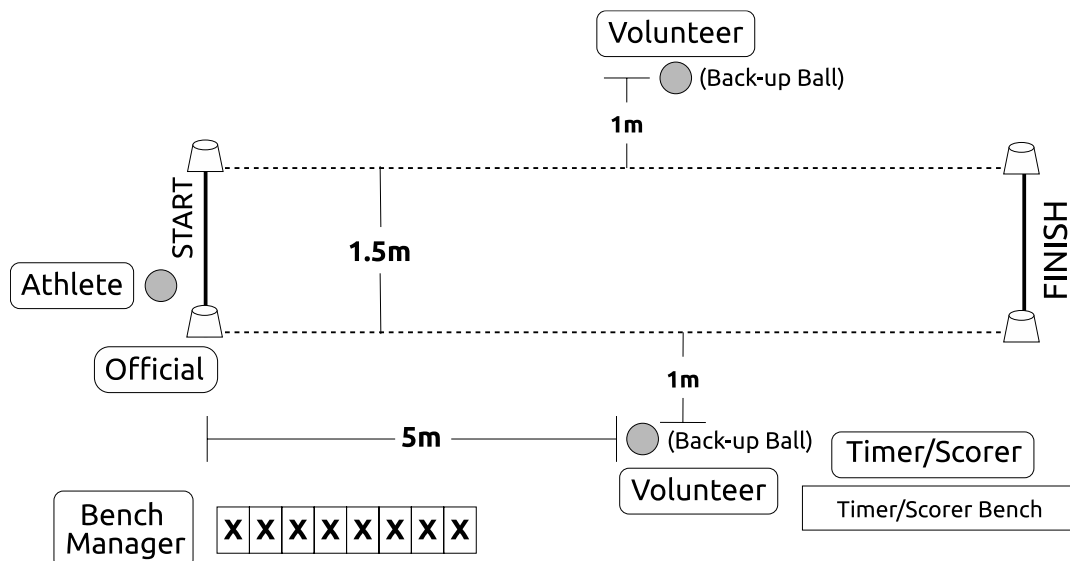 Volunteer
(Back-up Ball)
1m
START
1.5m
FINISH
Athlete
Official
1m
5m
(Back-up Ball)
Timer/Scorer
Volunteer
Timer/Scorer Bench
Bench
Manager
X X X X X X X X